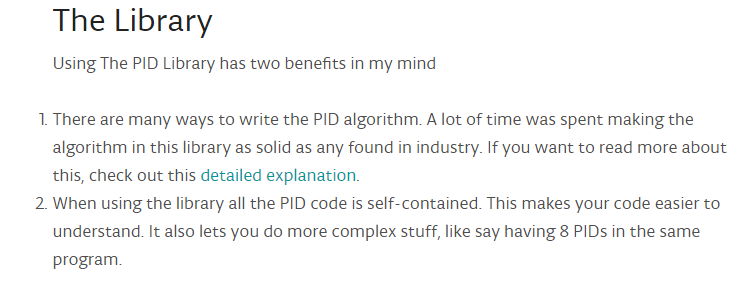 The Library
Using The PID Library has two benefits in my mind
1. There are many ways to write the PID algorithm. A lot of time was spent making the
algorithm in this library as solid as any found in industry. If you want to read more about
this, check out this detailed explanation.
2. When using the library all the PID code is self-contained. This makes your code easier to
understand. It also lets you do more complex stuff, like say having 8 PIDs in the same
program.